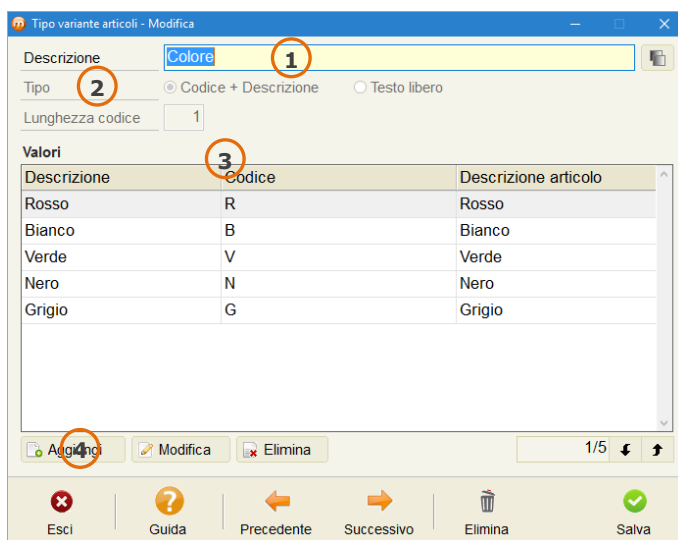 Tipo variante articoli - Modifica
Descrizione Colore 1
Tipo 2 Codice + Descrizione Testo libero
Lunghezza codice 1
Valori 3
Descrizione Codice Descrizione articolo
Rosso R Rosso
Bianco B Bianco
Verde V Verde
Nero N Nero
Grigio G Grigio
Aggiungi 4 Modifica Elimina 1/5
Esci Guida Precedente Successivo Elimina Salva